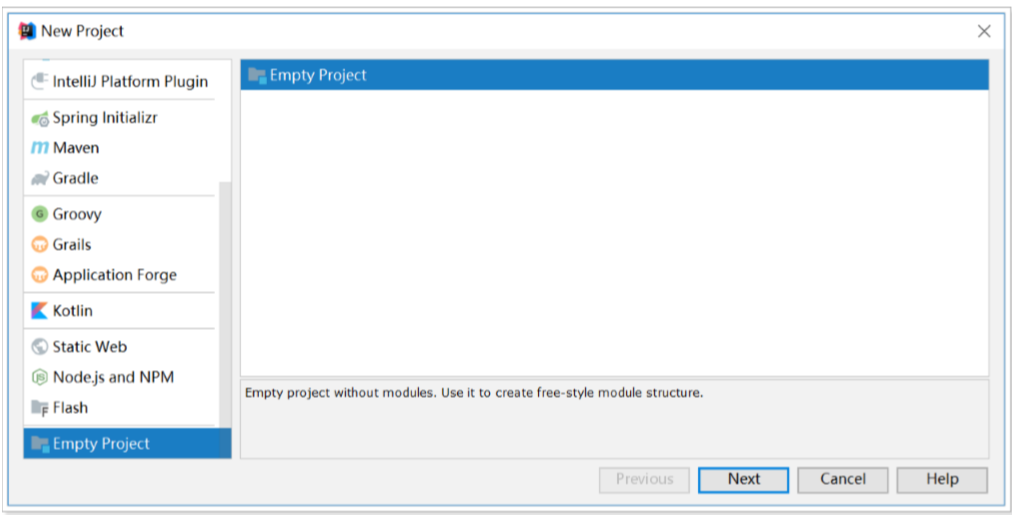 New Project
IntelliJ Platform Plugin
Spring Initializr
Maven
Gradle
Groovy
Grails
Application Forge
Kotlin
Static Web
Node.js and NPM
Flash
Empty Project
Empty Project
Empty project without modules. Use it to create free-style module structure.
Previous
Next
Cancel
Help